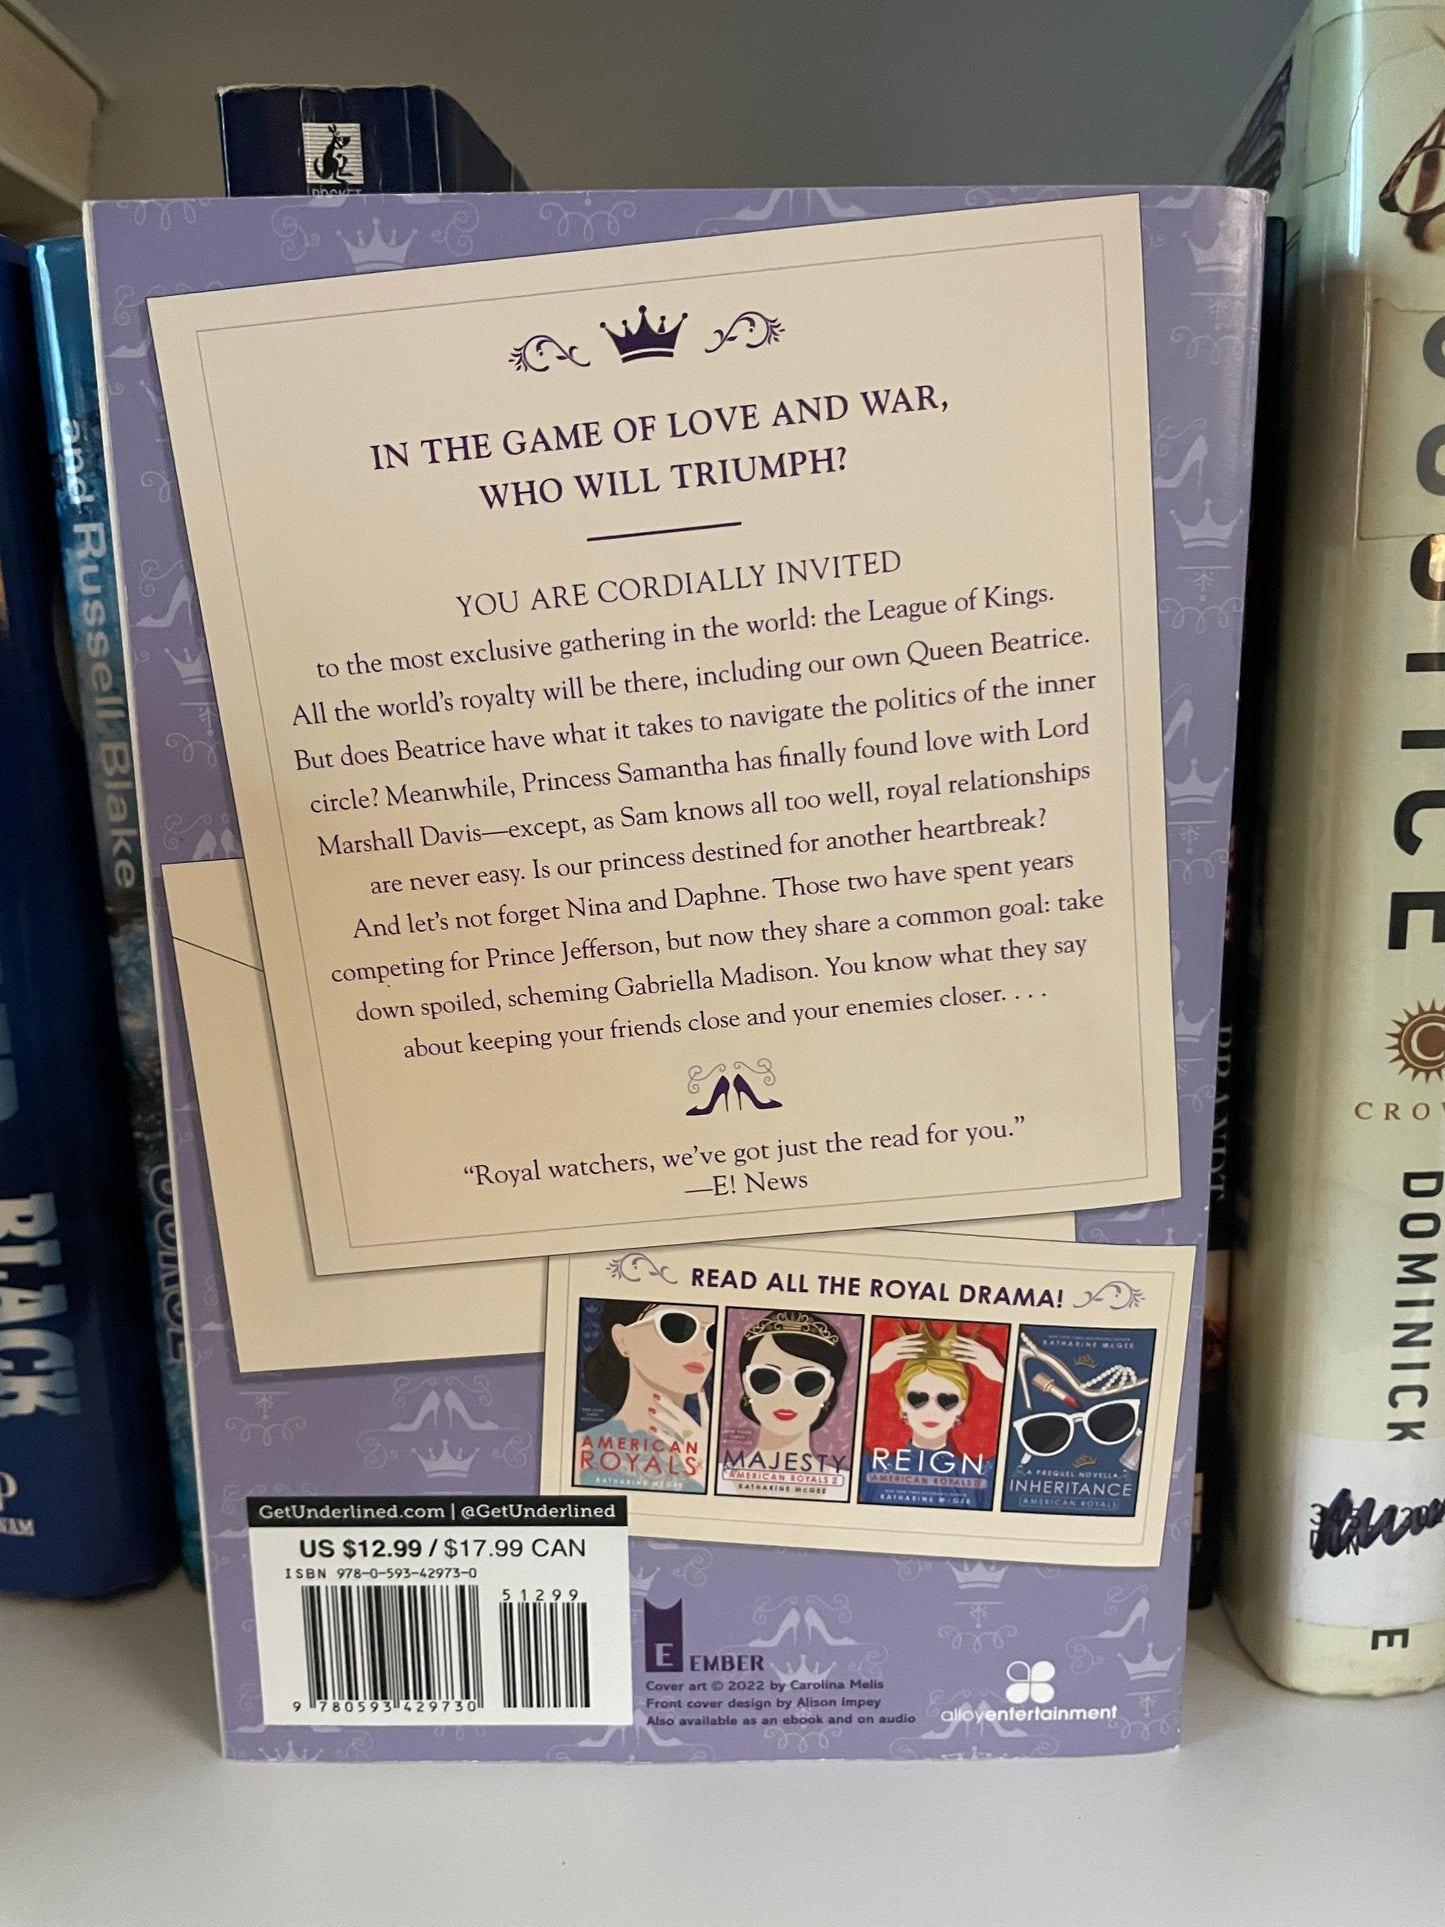 POCKET
and Russell Blake
BLACK
IN THE GAME OF LOVE AND WAR,
WHO WILL TRIUMPH?
YOU ARE CORDIALLY INVITED
to the most exclusive gathering in the world: the League of Kings.
All the world's royalty will be there, including our own Queen Beatrice.
But does Beatrice have what it takes to navigate the politics of the inner
circle? Meanwhile, Princess Samantha has finally found love with Lord
Marshall Davis—except, as Sam knows all too well, royal relationships
are never easy. Is our princess destined for another heartbreak?
And let's not forget Nina and Daphne. Those two have spent years
competing for Prince Jefferson, but now they share a common goal: take
down spoiled, scheming Gabriella Madison. You know what they say
about keeping your friends close and your enemies closer. . . .
“Royal watchers, we've got just the read for you.”
—E! News
READ ALL THE ROYAL DRAMA!
AMERICAN
ROYALS
KATHARINE McGEE
MAJESTY
AMERICAN ROYALS II
KATHARINE McGEE
REIGN
AMERICAN ROYALS III
KATHARINE McGEE
KATHARINE McGEE
A PREQUEL NOVELLA
INHERITANCE
AMERICAN ROYALS
GetUnderlined.com | @GetUnderlined
US $12.99 / $17.99 CAN
ISBN 978-0-593-42973-0
51299
9 780593 429730
E EMBER
Cover art © 2022 by Carolina Melis
Front cover design by Alison Impey
Also available as an ebook and on audio
alloyentertainment
DOMINICK